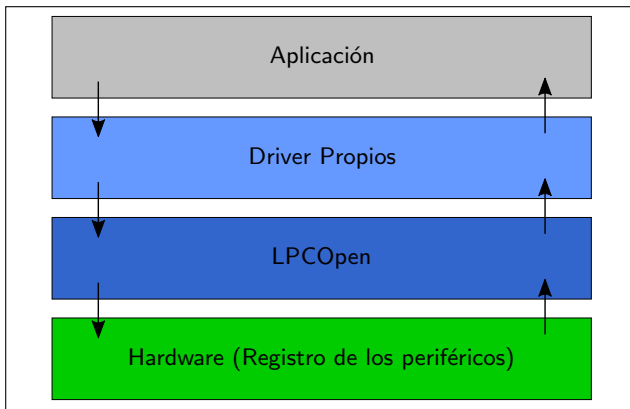 Aplicación
Driver Propios
LPCOpen
Hardware (Registro de los periféricos)